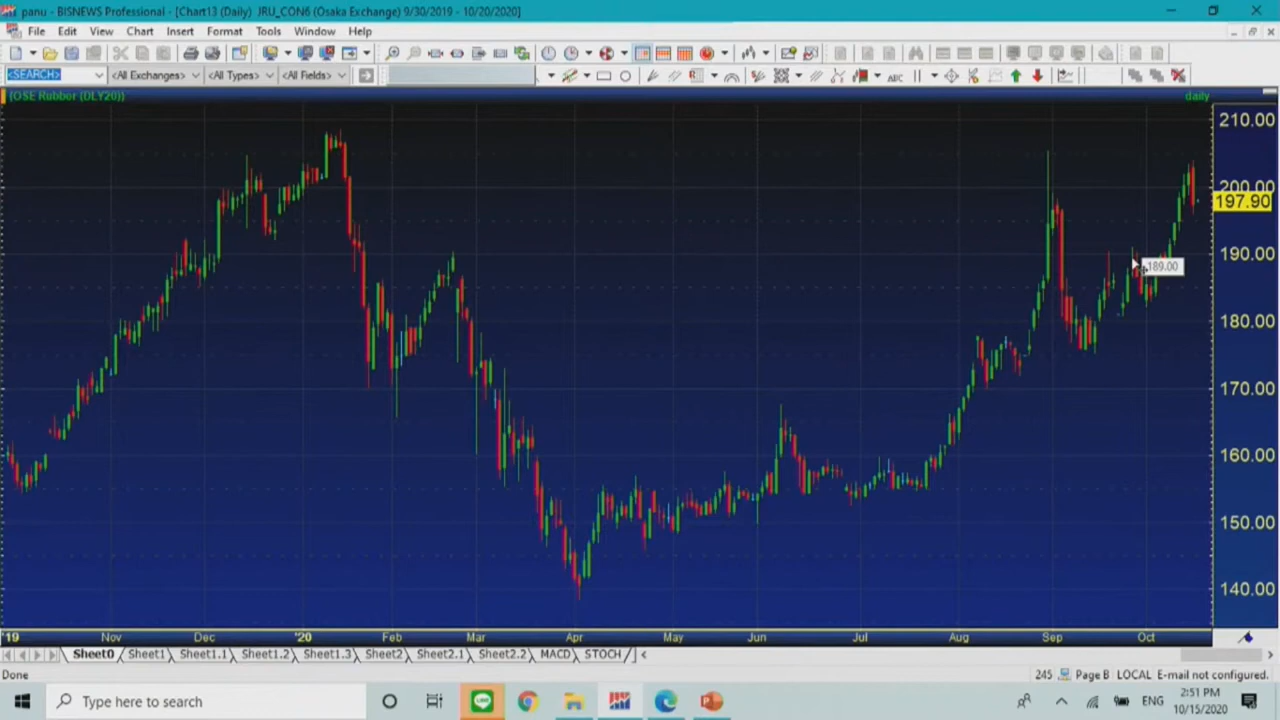 panu - BISNEWS Professional - [Chart13 (Daily) JRU_CON6 (Osaka Exchange) 9/30/2019 - 10/20/2020]
File Edit View Chart Insert Format Tools Window Help
<SEARCH> <All Exchanges> <All Types> <All Fields> ABC
(OSE Rubber (DLY20)) daily
210.00
200.00
197.90
190.00
189.00
180.00
170.00
160.00
150.00
140.00
'19 Nov Dec '20 Feb Mar Apr May Jun Jul Aug Sep Oct
Sheet0 Sheet1 Sheet1.1 Sheet1.2 Sheet1.3 Sheet2 Sheet2.1 Sheet2.2 MACD STOCH
Done 245 Page B LOCAL E-mail not configured.
Type here to search LINE ENG 2:51 PM
10/15/2020